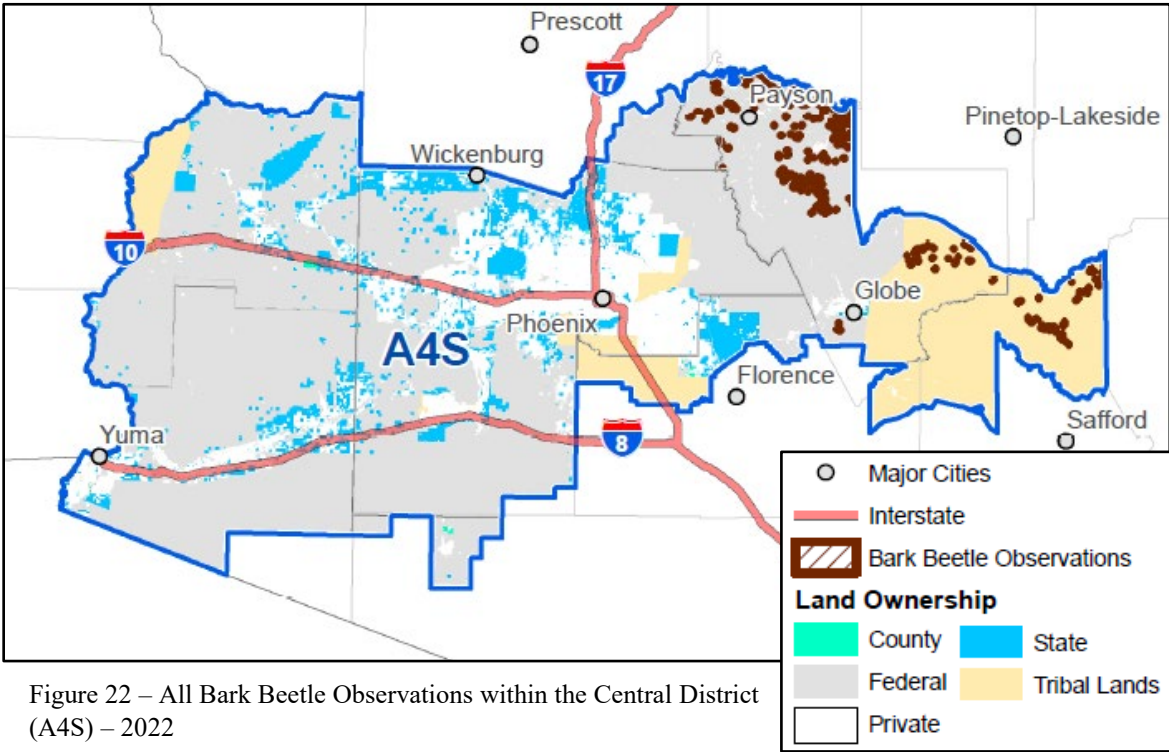 Prescott
17
Payson
Pinetop-Lakeside
Wickenburg
10
Globe
Phoenix
A4S
Florence
Safford
Yuma
8
Major Cities
Interstate
Bark Beetle Observations
Land Ownership
County State
Federal Tribal Lands
Private
Figure 22 – All Bark Beetle Observations within the Central District
(A4S) – 2022